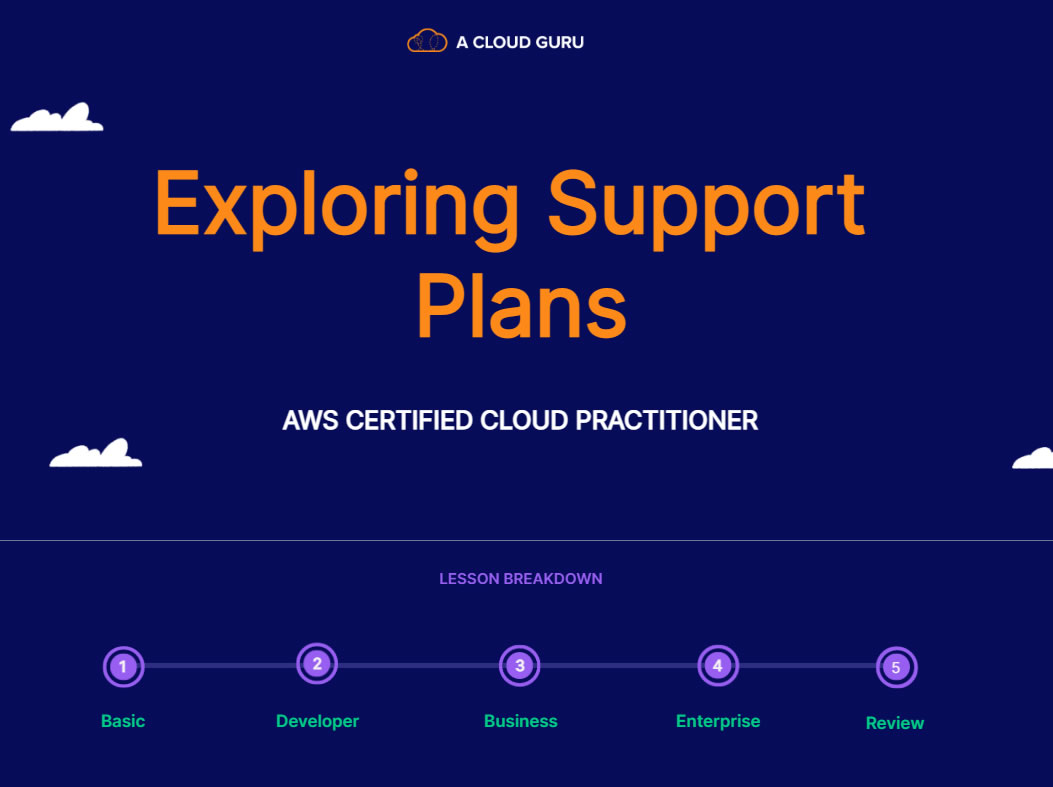 A CLOUD GURU
Exploring Support
Plans
AWS CERTIFIED CLOUD PRACTITIONER
LESSON BREAKDOWN
1 2 3 4 5
Basic Developer Business Enterprise Review